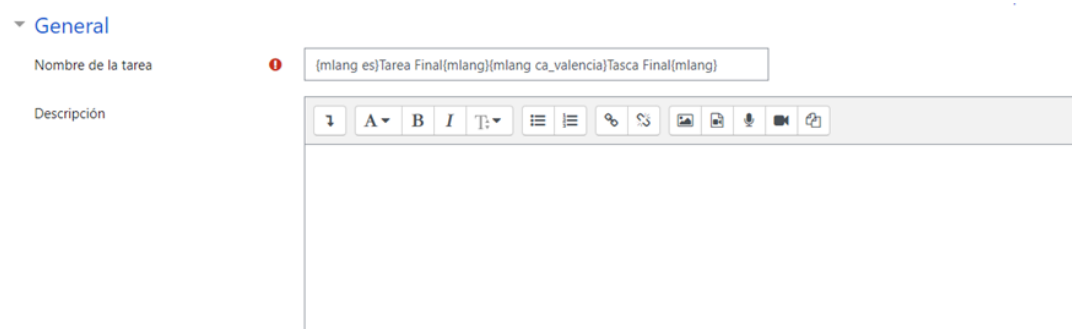 General
Nombre de la tarea
{mlang es}Tarea Final{mlang}{mlang ca_valencia}Tasca Final{mlang}
Descripción
A B I T